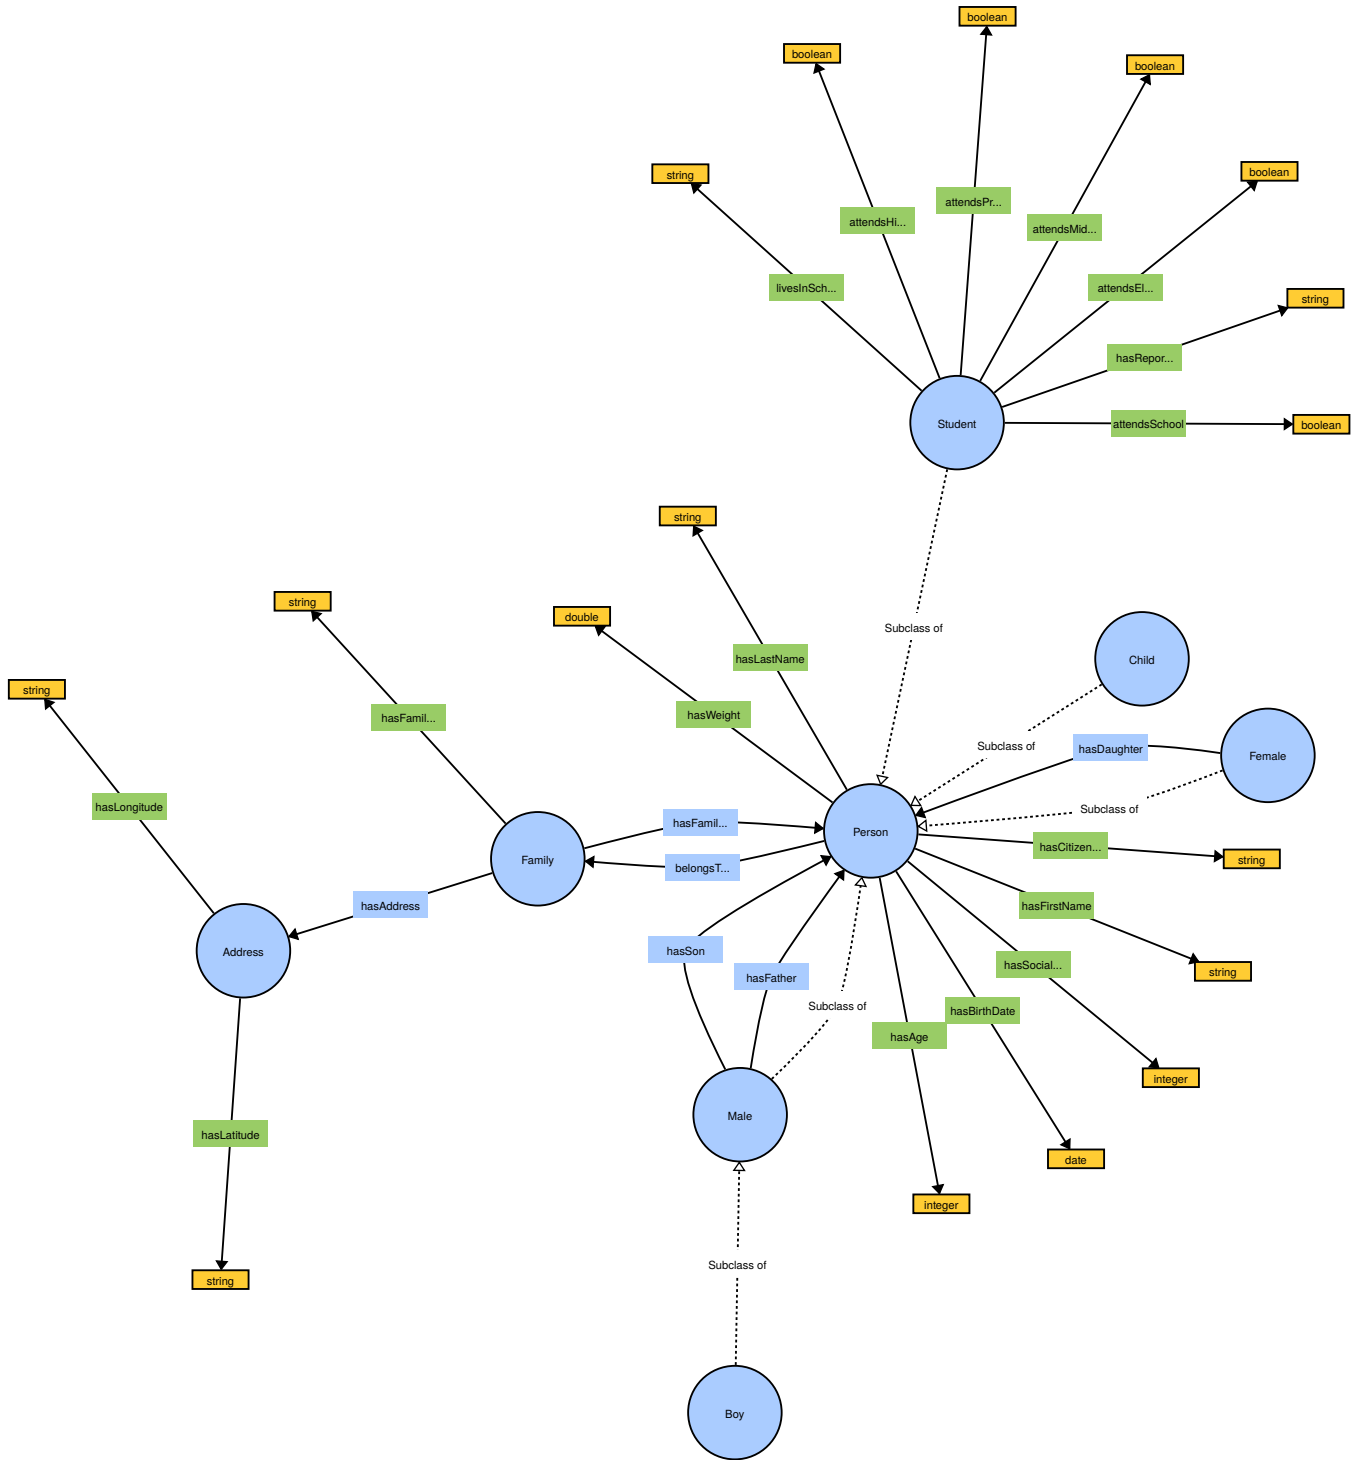 boolean
boolean
boolean
boolean
string
attendsPr...
attendsHi...
attendsMid...
livesInSch...
attendsEl...
string
hasRepor...
Student
attendsSchool
boolean
string
string
double
Subclass of
hasLastName
Child
string
hasWeight
hasFamil...
Subclass of
hasDaughter
Female
hasLongitude
Subclass of
hasFamil...
Person
hasCitizen...
string
Family
belongsT...
hasAddress
hasFirstName
Address
hasSon
hasFather
hasSocial...
string
Subclass of
hasBirthDate
hasAge
integer
Male
hasLatitude
date
integer
Subclass of
string
Boy